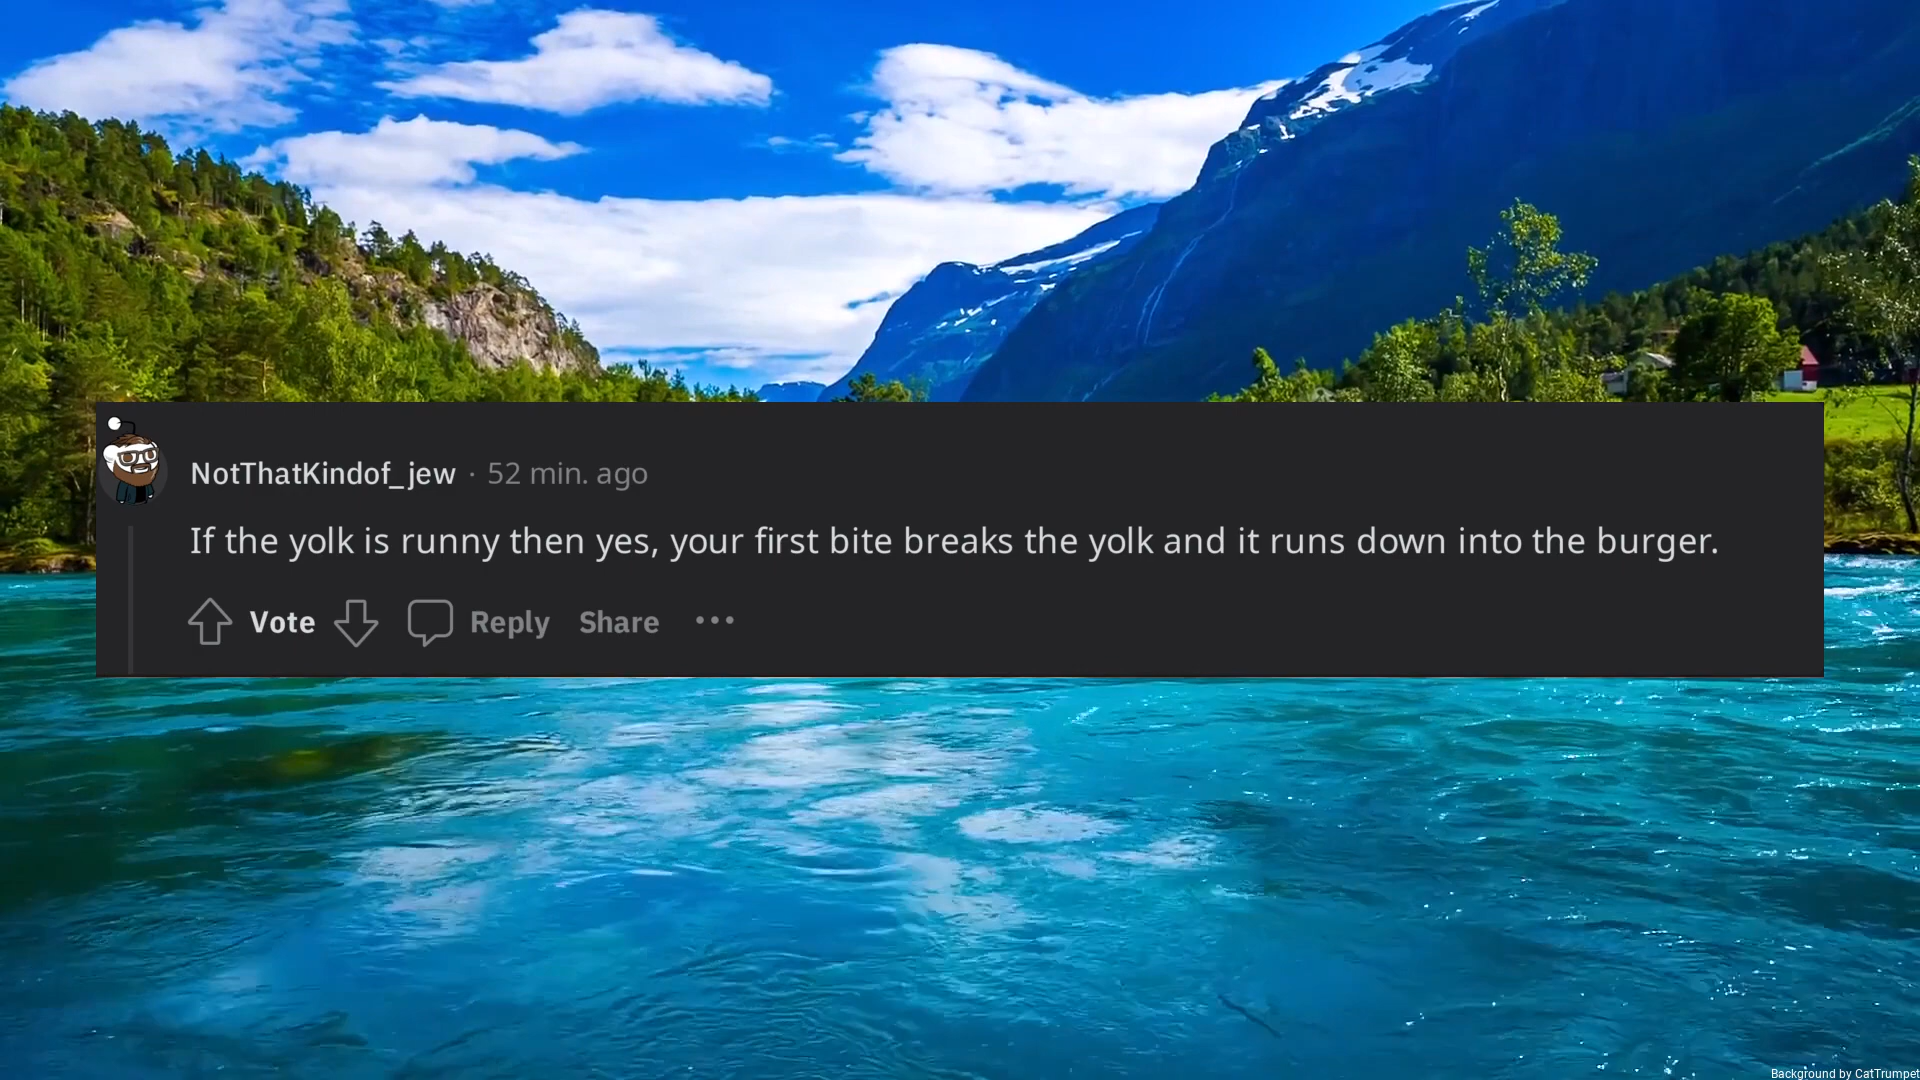 NotThatKindof_jew · 52 min. ago
If the yolk is runny then yes, your first bite breaks the yolk and it runs down into the burger.
Vote Reply Share ...
Background by CatTrumpet